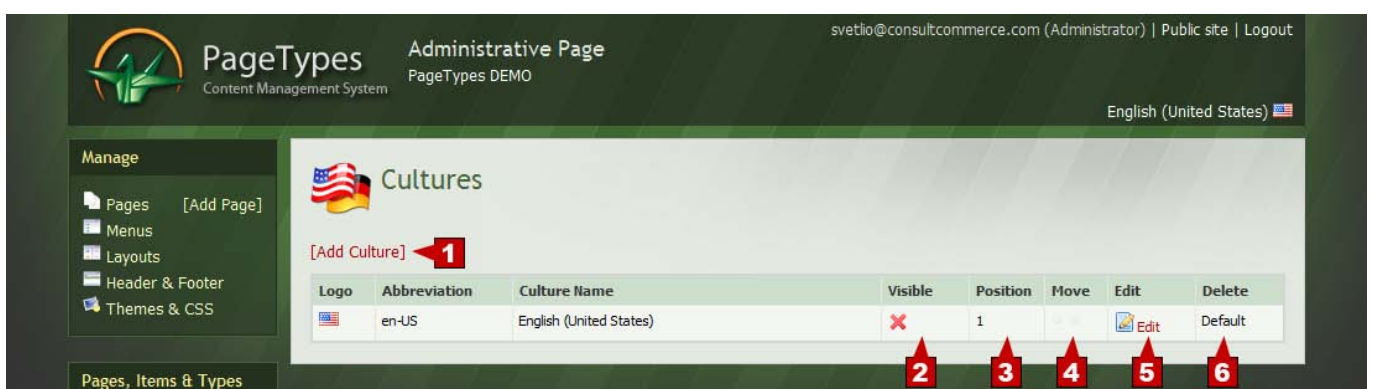 svetlio@consultcommerce.com (Administrator) | Public site | Logout
PageTypes
Content Management System
Administrative Page
PageTypes DEMO
English (United States)
Manage
Pages [Add Page]
Menus
Layouts
Header & Footer
Themes & CSS
Pages, Items & Types
Cultures
[Add Culture] 1
Logo Abbreviation Culture Name Visible Position Move Edit Delete
en-US English (United States) 1 Edit Default
2 3 4 5 6